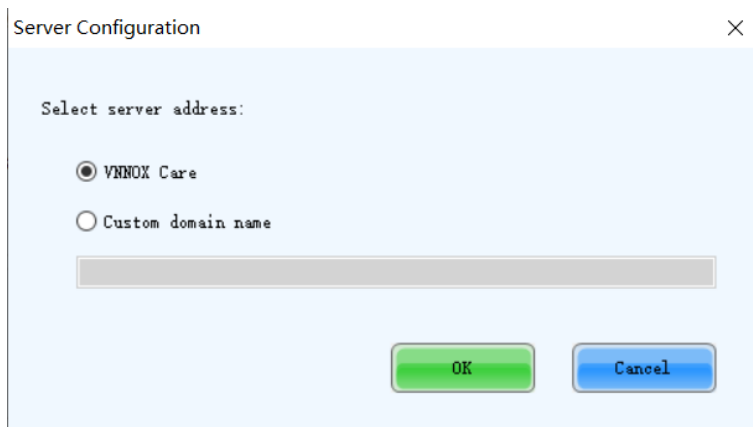 Server Configuration
Select server address:
VNNOX Care
Custom domain name
OK
Cancel